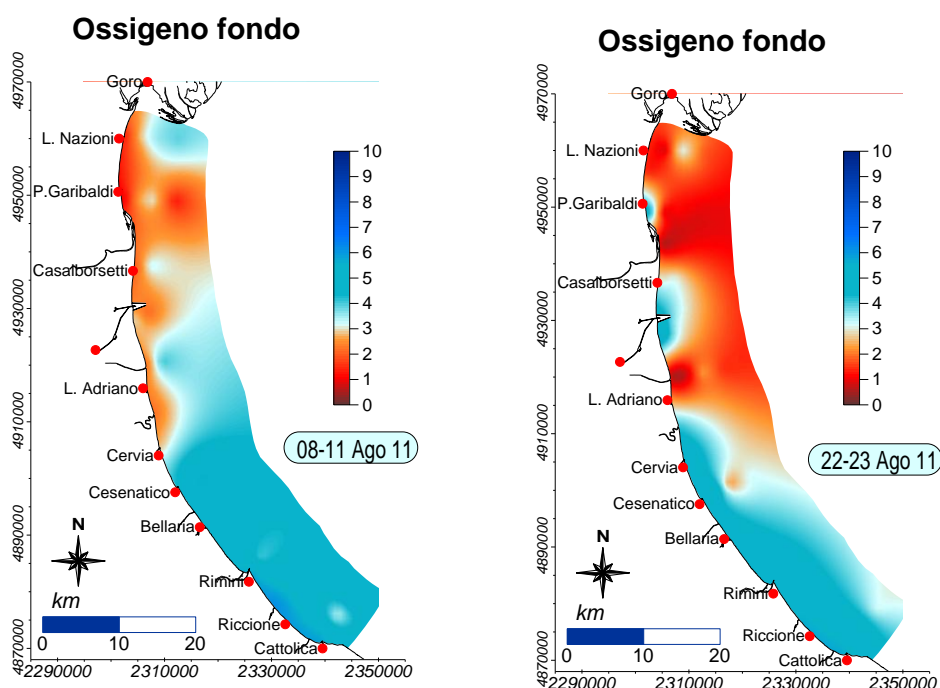 Ossigeno fondo
4970000
4950000
4930000
4910000
4890000
4870000
Goro
L. Nazioni
P.Garibaldi
Casalborsetti
L. Adriano
Cervia
Cesenatico
Bellaria
Rimini
Riccione
Cattolica
10
9
8
7
6
5
4
3
2
1
0
08-11 Ago 11
N
km
0 10 20
2290000 2310000 2330000 2350000
Ossigeno fondo
4970000
4950000
4930000
4910000
4890000
4870000
Goro
L. Nazioni
P.Garibaldi
Casalborsetti
L. Adriano
Cervia
Cesenatico
Bellaria
Rimini
Riccione
Cattolica
10
9
8
7
6
5
4
3
2
1
0
22-23 Ago 11
N
km
0 10 20
2290000 2310000 2330000 2350000